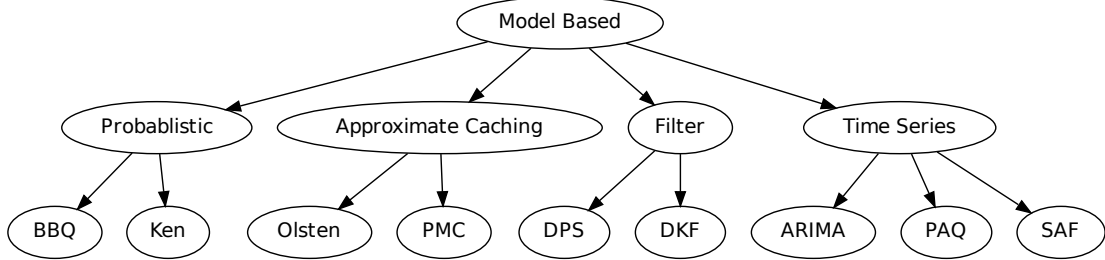 Model Based
Probablistic
Approximate Caching
Filter
Time Series
BBQ
Ken
Olsten
PMC
DPS
DKF
ARIMA
PAQ
SAF